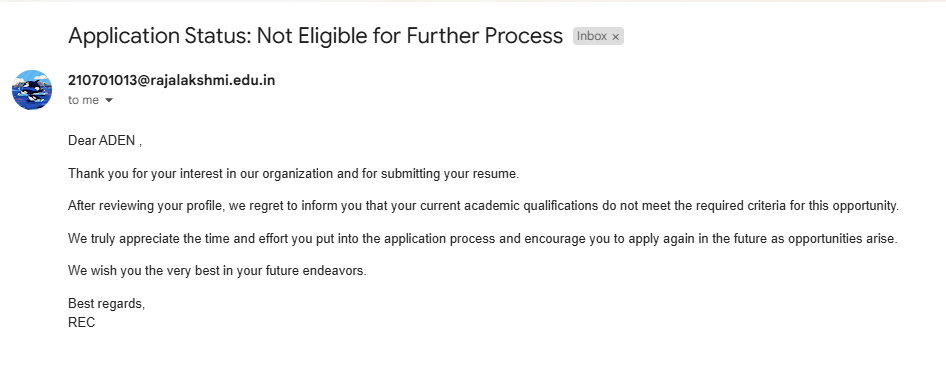 Application Status: Not Eligible for Further Process Inbox ×
210701013@rajalakshmi.edu.in
to me
Dear ADEN ,
Thank you for your interest in our organization and for submitting your resume.
After reviewing your profile, we regret to inform you that your current academic qualifications do not meet the required criteria for this opportunity.
We truly appreciate the time and effort you put into the application process and encourage you to apply again in the future as opportunities arise.
We wish you the very best in your future endeavors.
Best regards,
REC